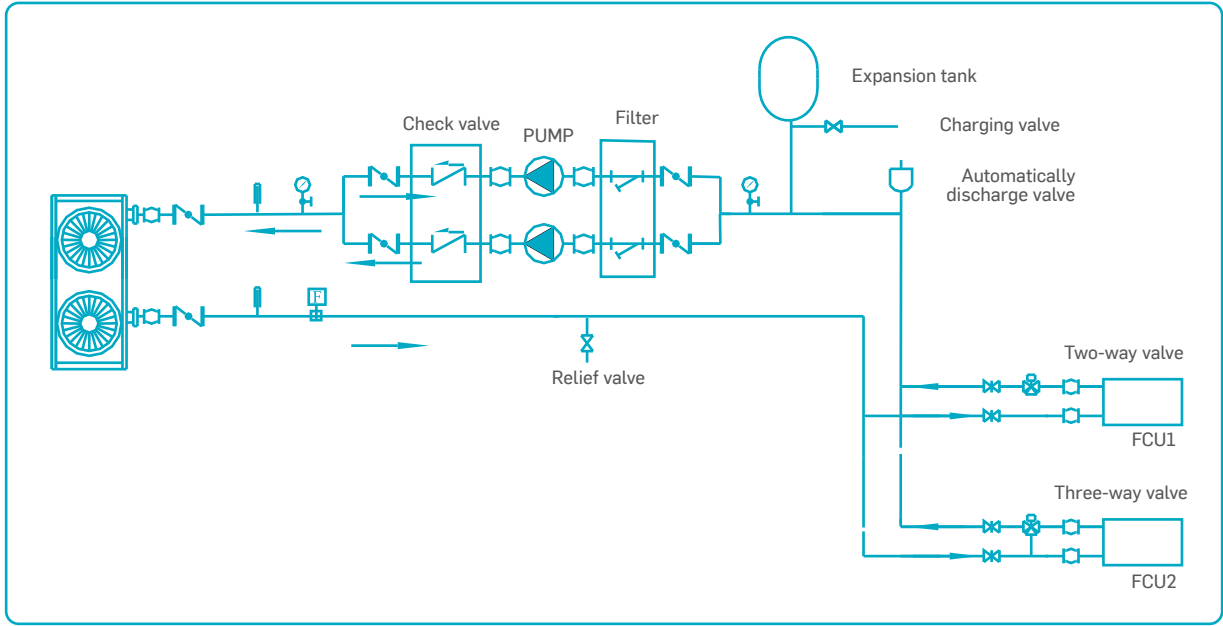 Expansion tank
Filter
Check valve
PUMP
Charging valve
Automatically
discharge valve
F
Relief valve
Two-way valve
FCU1
Three-way valve
FCU2